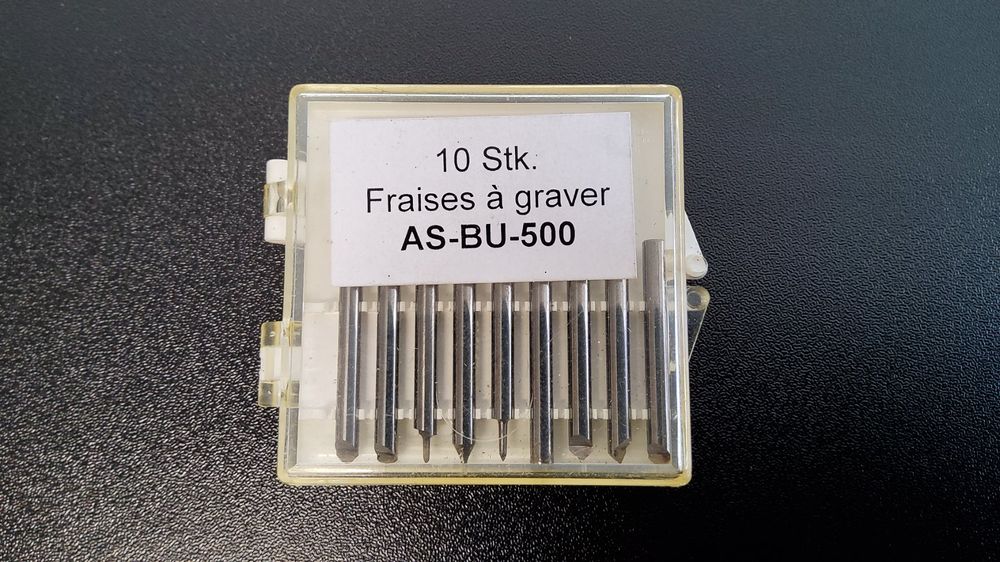 10 Stk.
Fraises à graver
AS-BU-500